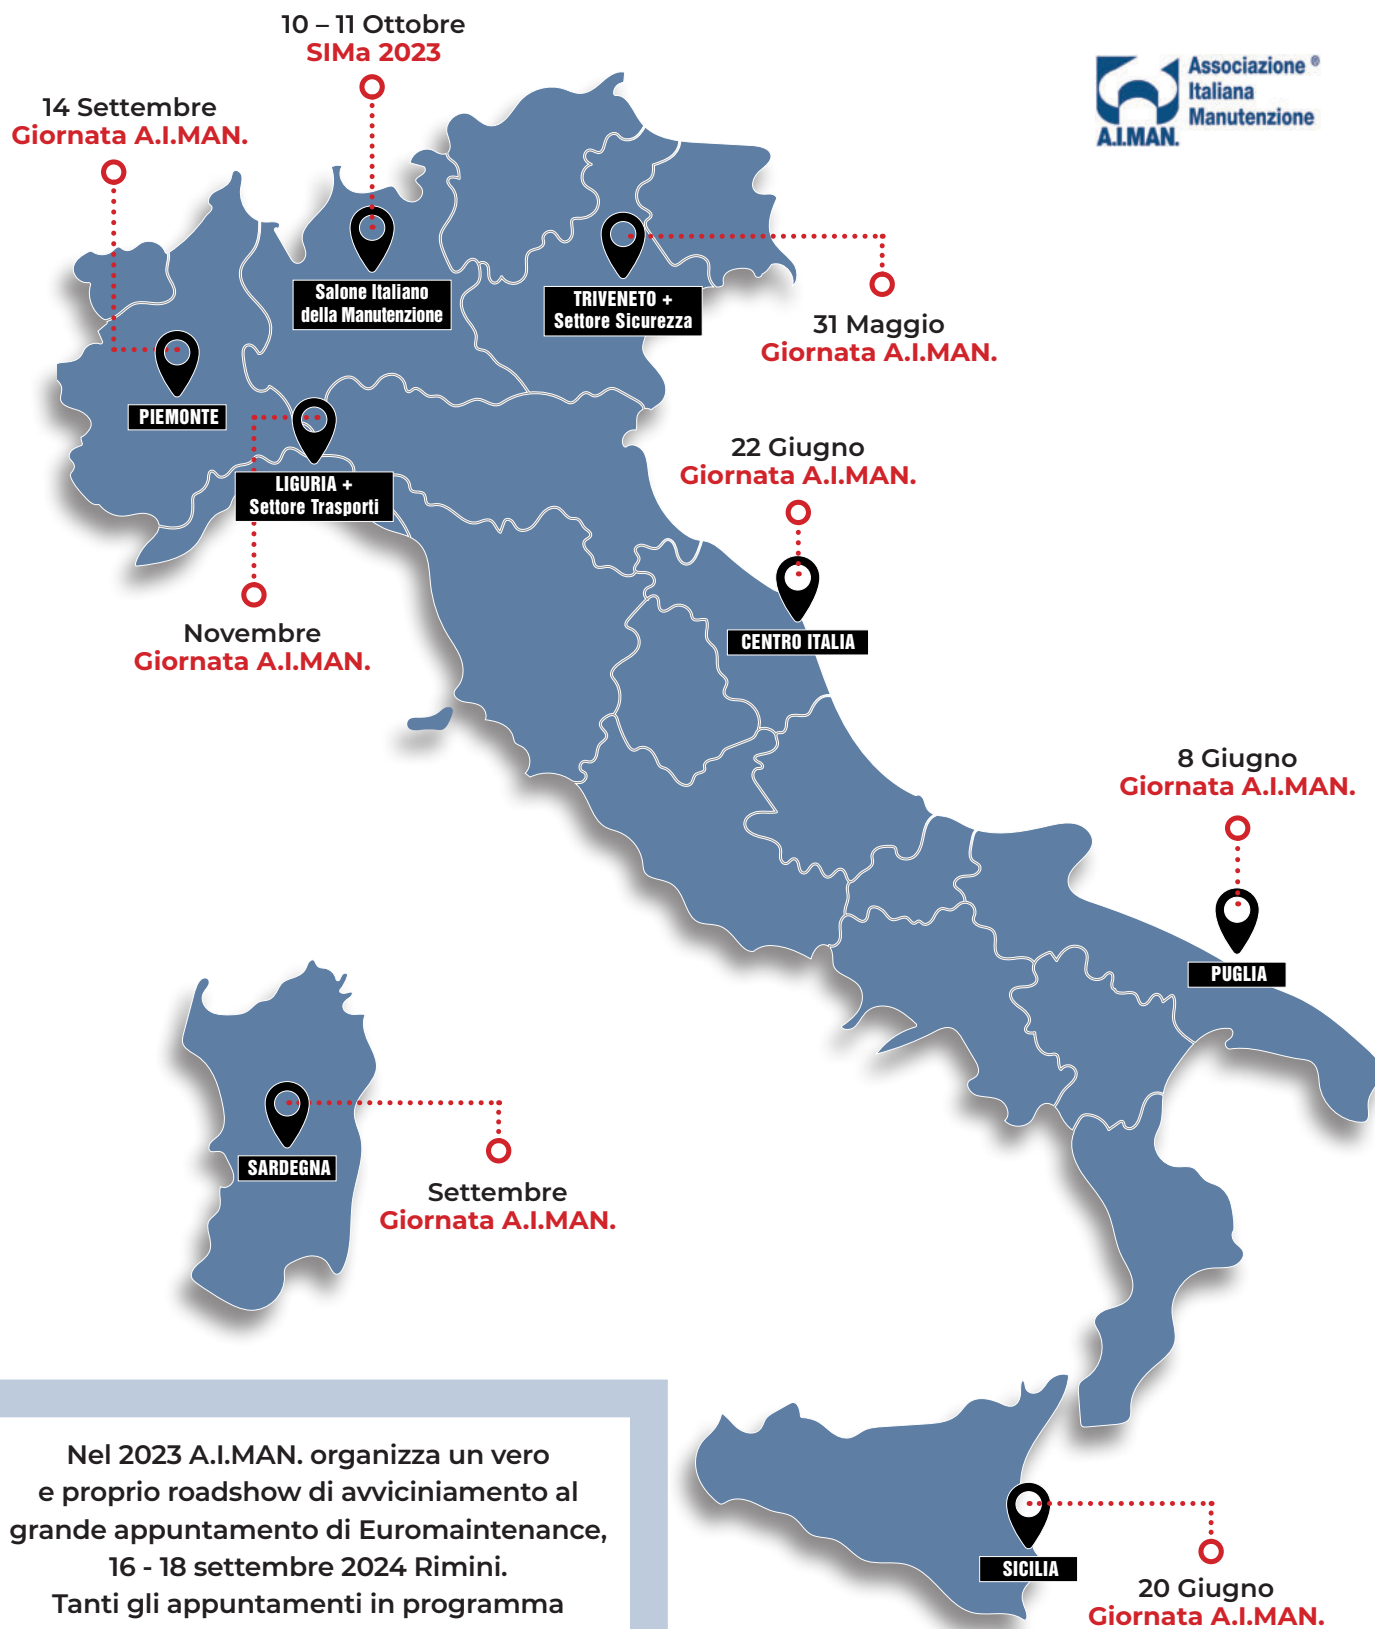 10 – 11 Ottobre
SIMa 2023
Associazione ®
Italiana
Manutenzione
A.I.MAN.
14 Settembre
Giornata A.I.MAN.
Salone Italiano
della Manutenzione
TRIVENETO +
Settore Sicurezza
31 Maggio
Giornata A.I.MAN.
PIEMONTE
LIGURIA +
Settore Trasporti
22 Giugno
Giornata A.I.MAN.
CENTRO ITALIA
Novembre
Giornata A.I.MAN.
8 Giugno
Giornata A.I.MAN.
PUGLIA
SARDEGNA
Settembre
Giornata A.I.MAN.
Nel 2023 A.I.MAN. organizza un vero
e proprio roadshow di avviciniamento al
grande appuntamento di Euromaintenance,
16 - 18 settembre 2024 Rimini.
Tanti gli appuntamenti in programma
SICILIA
20 Giugno
Giornata A.I.MAN.